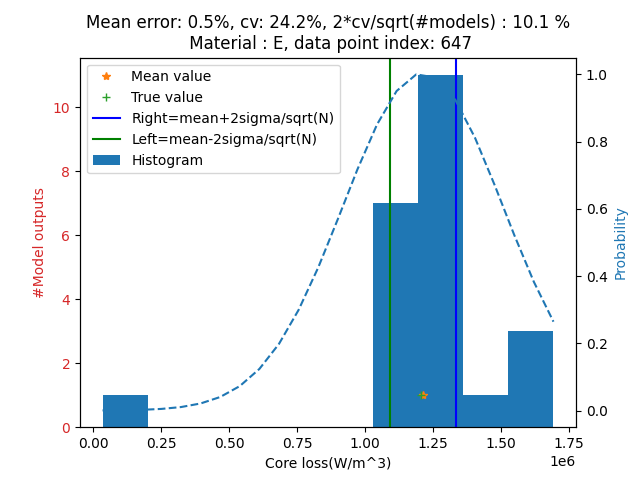 Mean error: 0.5%, cv: 24.2%, 2*cv/sqrt(#models) : 10.1 %
Material : E, data point index: 647
Mean value
True value
Right=mean+2sigma/sqrt(N)
Left=mean-2sigma/sqrt(N)
Histogram
#Model outputs
10
8
6
4
2
0
1.0
0.8
0.6
0.4
0.2
0.0
Probability
0.00 0.25 0.50 0.75 1.00 1.25 1.50 1.75
1e6
Core loss(W/m^3)